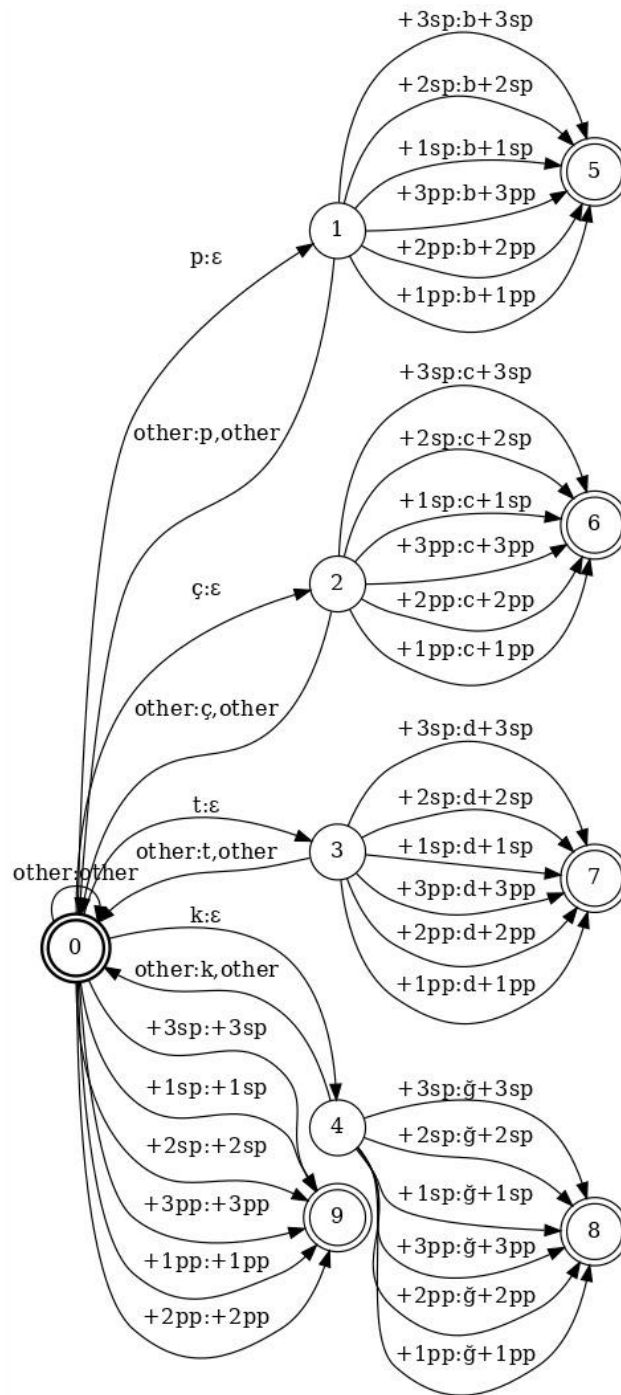 +3sp:b+3sp
+2sp:b+2sp
+1sp:b+1sp
5
+3pp:b+3pp
1
+2pp:b+2pp
p:ε
+1pp:b+1pp
+3sp:c+3sp
other:p,other
+2sp:c+2sp
+1sp:c+1sp
6
+3pp:c+3pp
ç:ε
2
+2pp:c+2pp
+1pp:c+1pp
other:ç,other
+3sp:d+3sp
+2sp:d+2sp
t:ε
+1sp:d+1sp
3
other:t,other
other:other
7
+3pp:d+3pp
k:ε
+2pp:d+2pp
0
other:k,other
+1pp:d+1pp
+3sp:+3sp
+3sp:ğ+3sp
+1sp:+1sp
4
+2sp:ğ+2sp
+2sp:+2sp
+1sp:ğ+1sp
+3pp:+3pp
9
8
+3pp:ğ+3pp
+1pp:+1pp
+2pp:ğ+2pp
+2pp:+2pp
+1pp:ğ+1pp